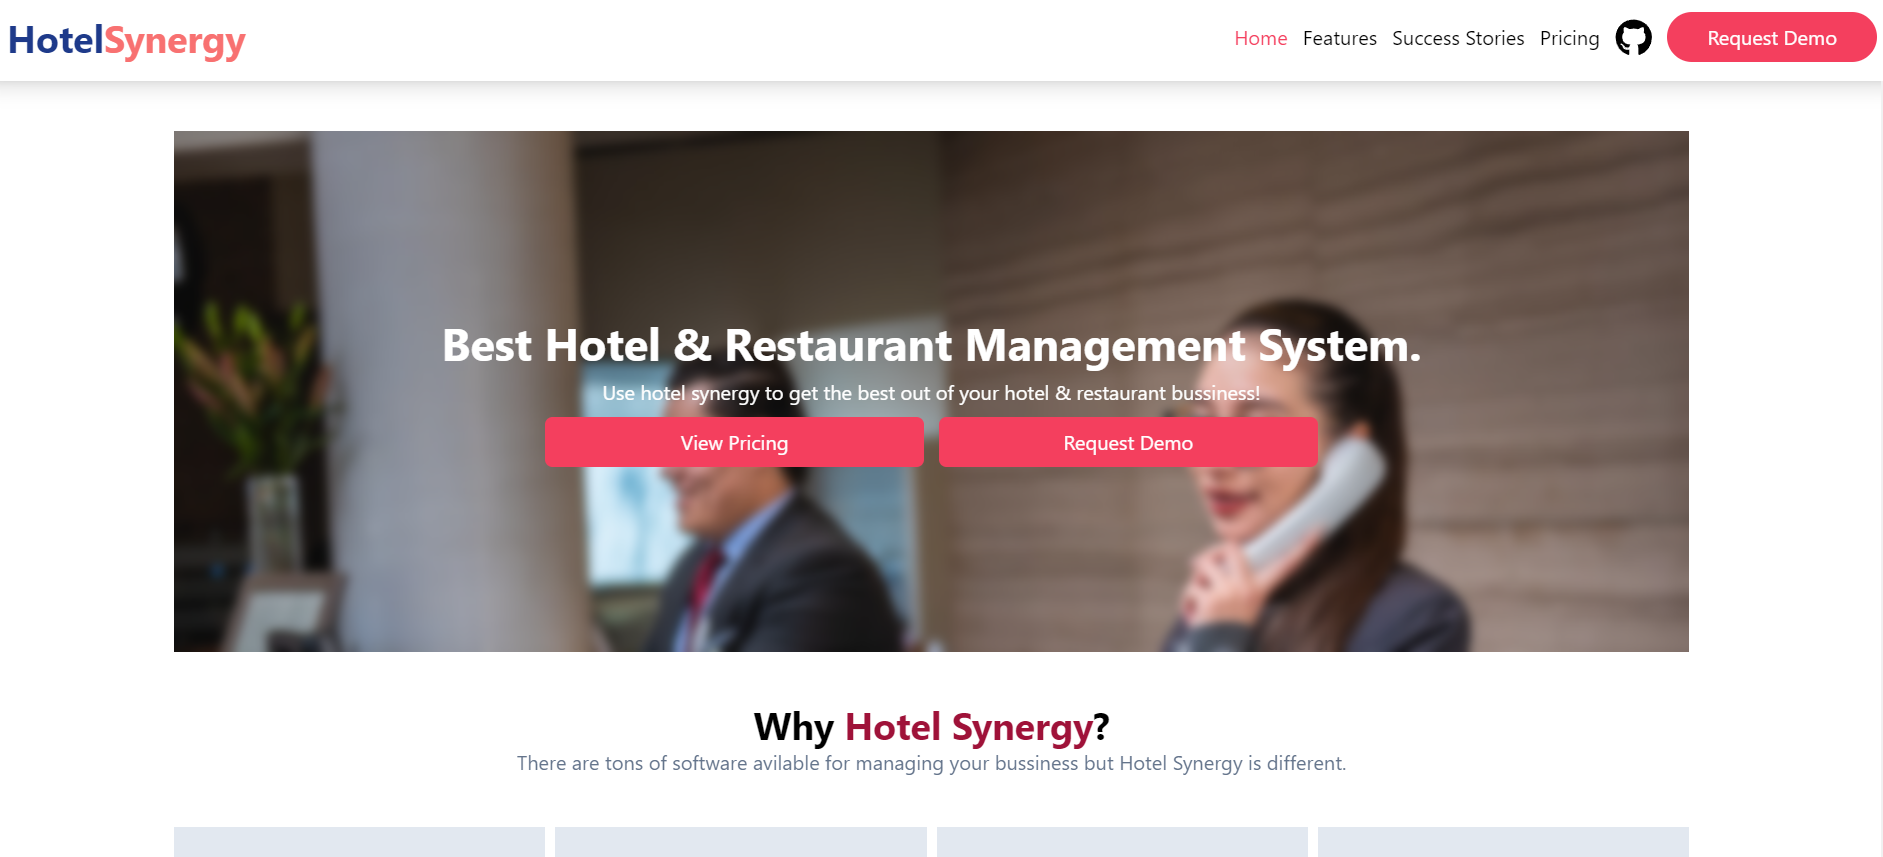 HotelSynergy
Home Features Success Stories Pricing Request Demo
Best Hotel & Restaurant Management System.
Use hotel synergy to get the best out of your hotel & restaurant bussiness!
View Pricing Request Demo
Why Hotel Synergy?
There are tons of software avilable for managing your bussiness but Hotel Synergy is different.